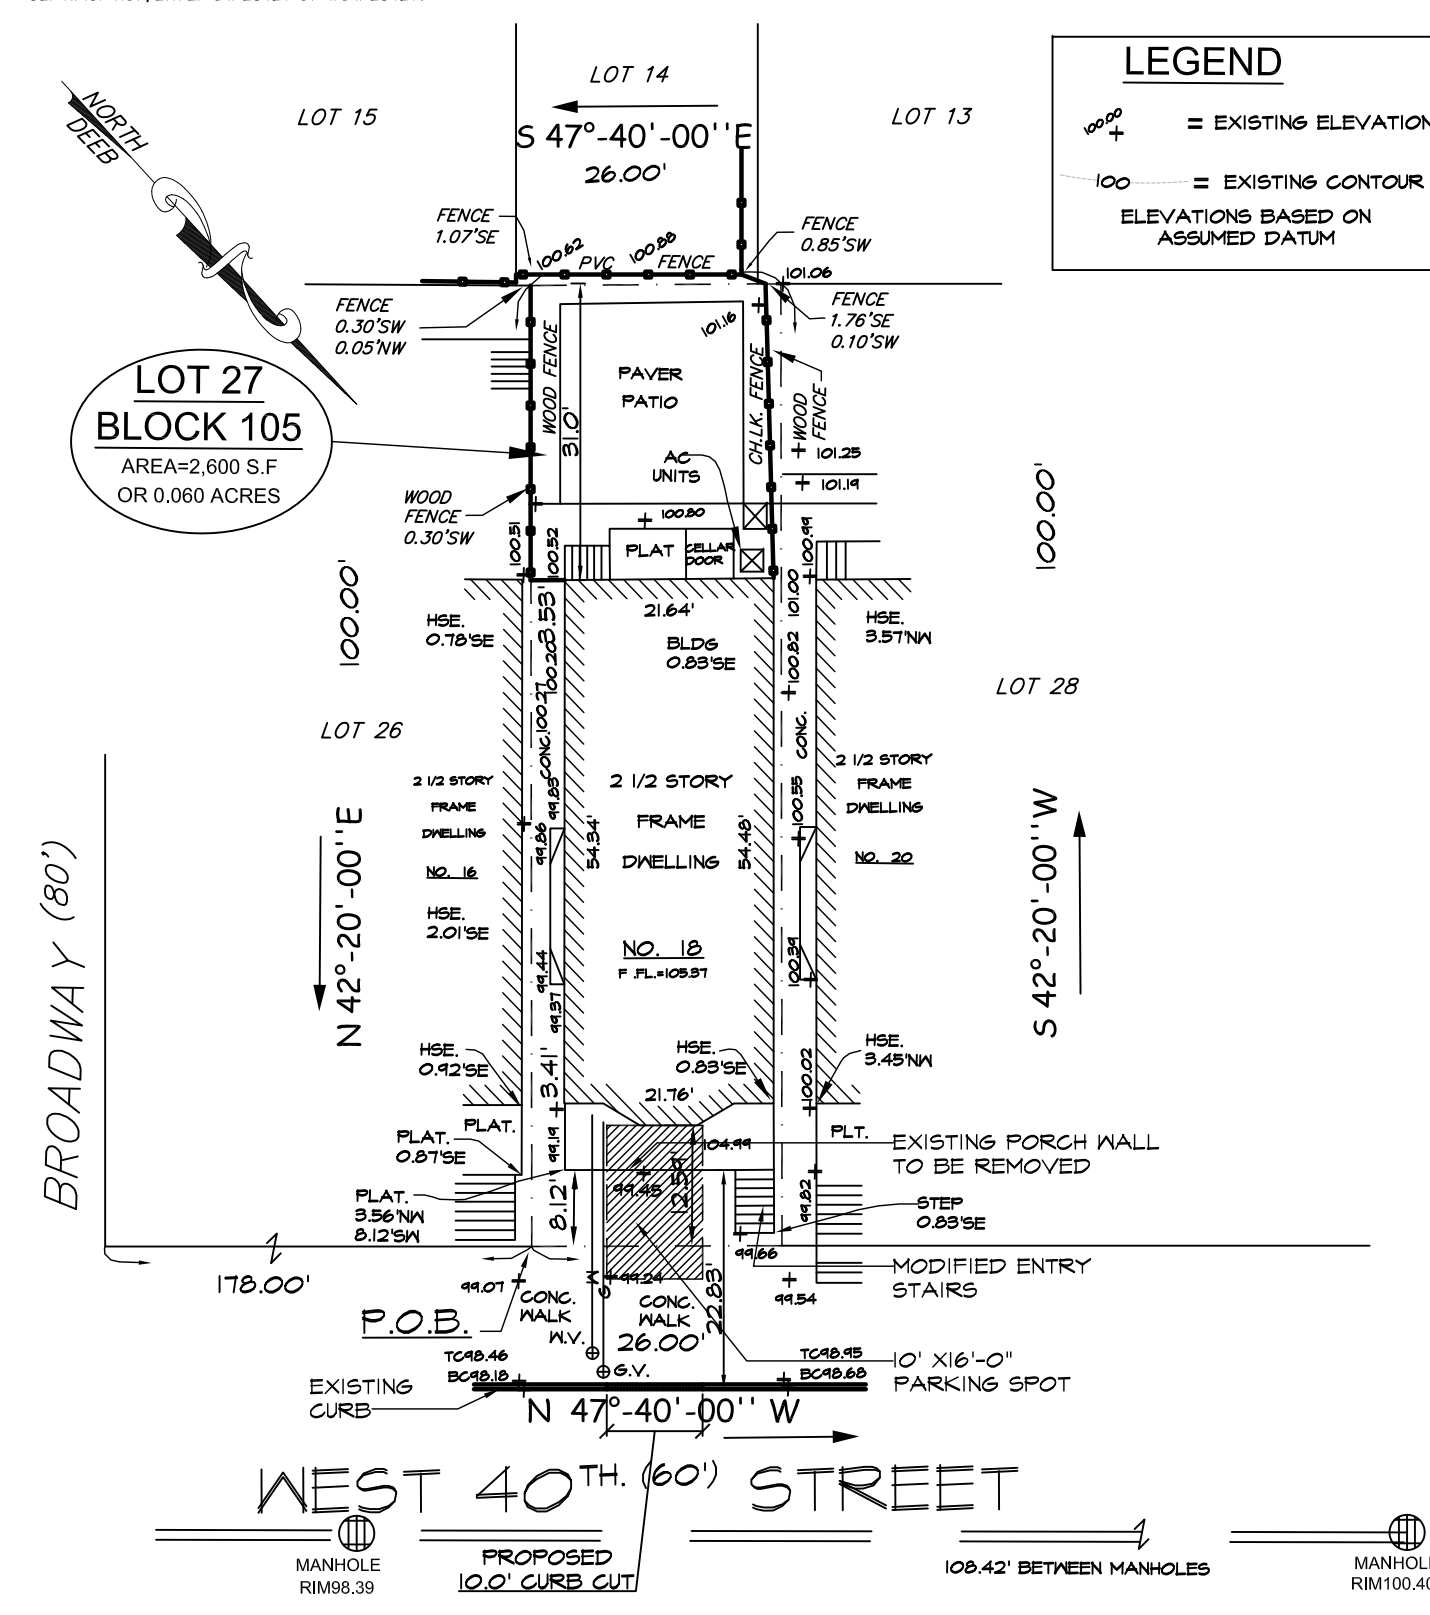 LEGEND
100.00
= EXISTING ELEVATION
100
= EXISTING CONTOUR
ELEVATIONS BASED ON
ASSUMED DATUM
NORTH
DEEB
LOT 15
LOT 14
LOT 13
S 47°-40'-00''E
26.00'
FENCE
1.07'SE
100.62
PVC
100.88
FENCE
FENCE
0.85'SW
101.06
FENCE
0.30'SW
0.05'NW
FENCE
1.76'SE
0.10'SW
101.16
LOT 27
BLOCK 105
AREA=2,600 S.F
OR 0.060 ACRES
WOOD FENCE
31.0'
PAVER
PATIO
CH.LK. FENCE
WOOD
FENCE
AC
UNITS
101.25
101.19
WOOD
FENCE
0.30'SW
100.51
100.52
100.80
PLAT
CELLAR
DOOR
100.99
101.00
100.00'
100.00'
HSE.
0.78'SE
3.53'
21.64'
BLDG
0.83'SE
HSE.
3.57'NW
100.20
100.27
100.82
CONC.
CONC.
LOT 26
LOT 28
2 1/2 STORY
FRAME
DWELLING
NO. 16
HSE.
2.01'SE
2 1/2 STORY
FRAME
DWELLING
54.34'
54.48'
NO. 18
F .FL.=105.37
2 1/2 STORY
FRAME
DWELLING
NO. 20
99.83
99.86
100.55
99.44
99.37
100.39
N 42°-20'-00''E
S 42°-20'-00''W
BROADWAY (80')
HSE.
0.92'SE
3.41'
HSE.
0.83'SE
21.76'
100.02
HSE.
3.45'NW
PLAT.
PLAT.
0.87'SE
99.19
104.99
PLT.
EXISTING PORCH WALL
TO BE REMOVED
PLAT.
3.56'NW
8.12'SW
8.12'
99.45
12.59'
99.82
STEP
0.83'SE
99.66
MODIFIED ENTRY
STAIRS
178.00'
99.07
CONC.
WALK
W
G
99.24
CONC.
WALK
22.83'
99.54
P.O.B.
W.V.
26.00'
G.V.
TC98.46
BC98.18
TC98.95
BC98.68
10' X16'-0"
PARKING SPOT
EXISTING
CURB
N 47°-40'-00'' W
WEST 40TH. (60') STREET
MANHOLE
RIM98.39
PROPOSED
10.0' CURB CUT
108.42' BETWEEN MANHOLES
MANHOLE
RIM100.40